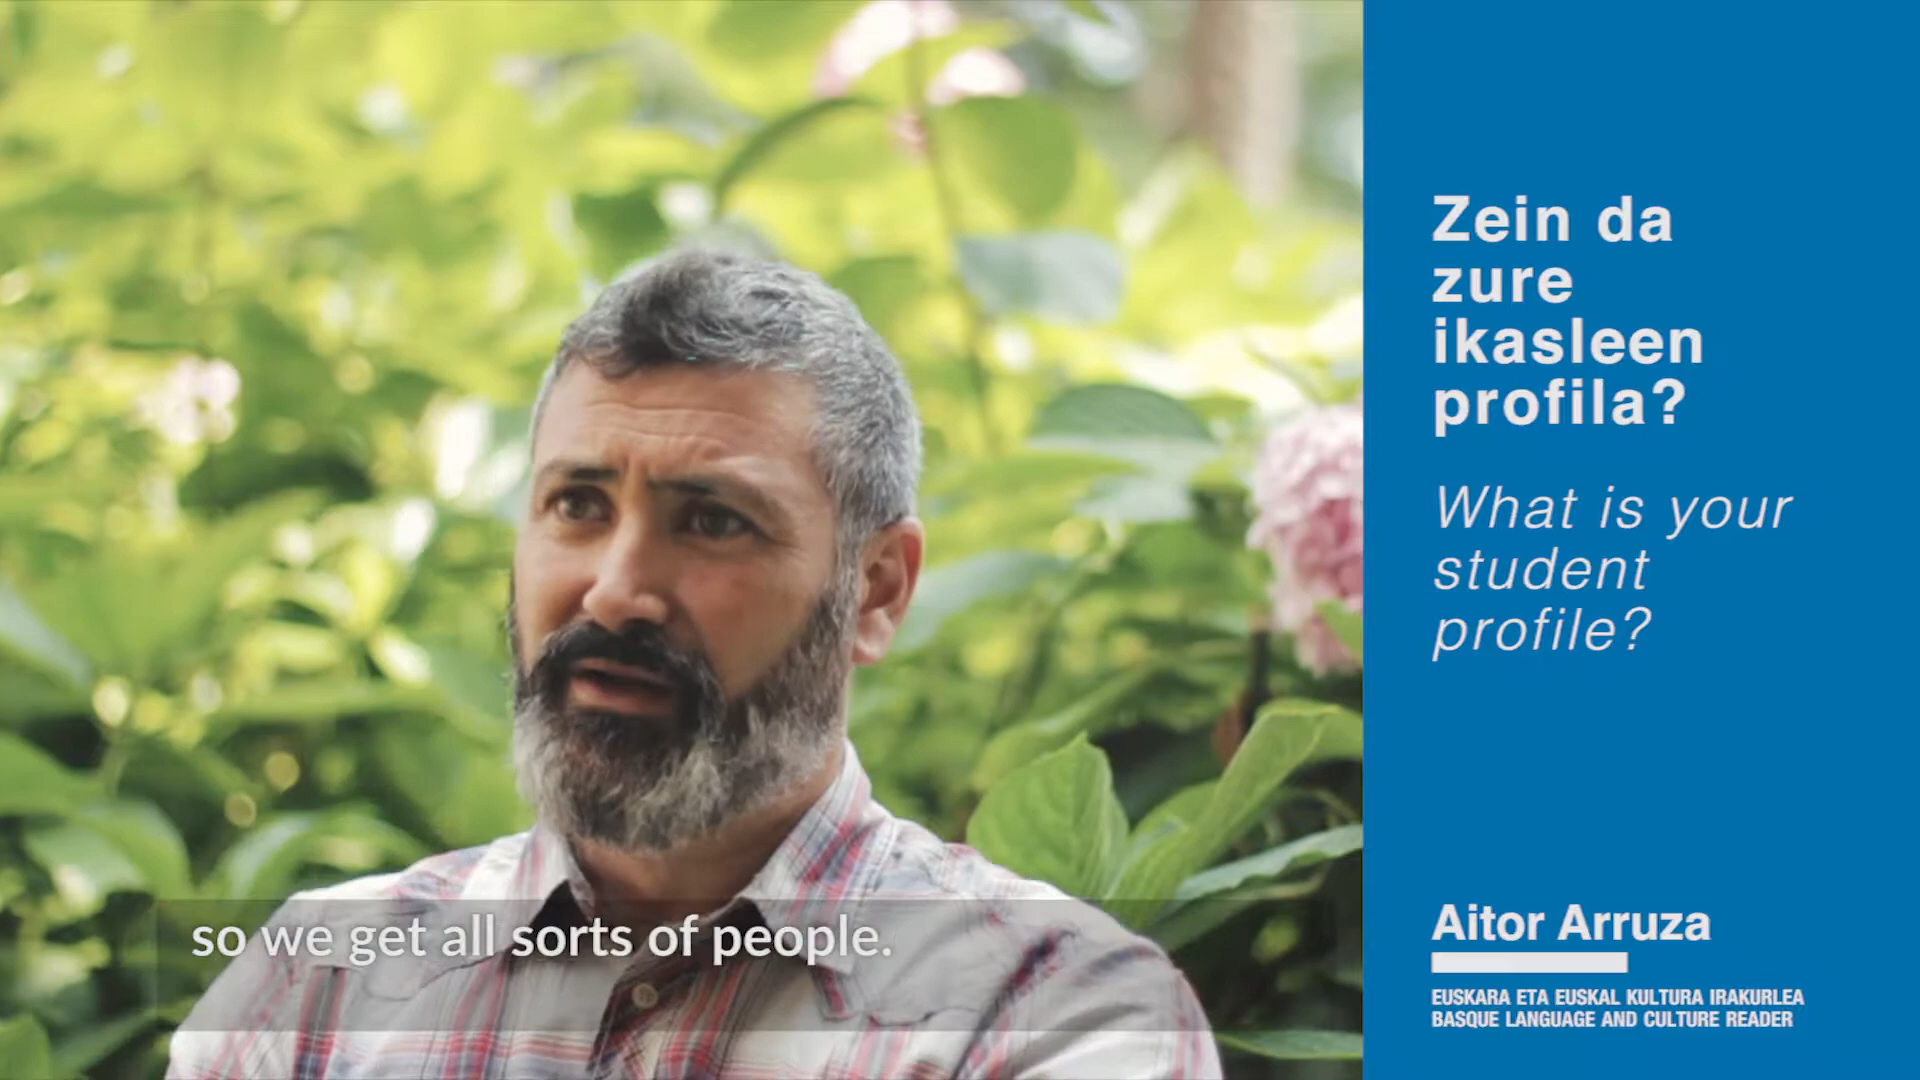 Zein da
zure
ikasleen
profila?
What is your
student
profile?
so we get all sorts of people.
Aitor Arruza
EUSKARA ETA EUSKAL KULTURA IRAKURLEA
BASQUE LANGUAGE AND CULTURE READER